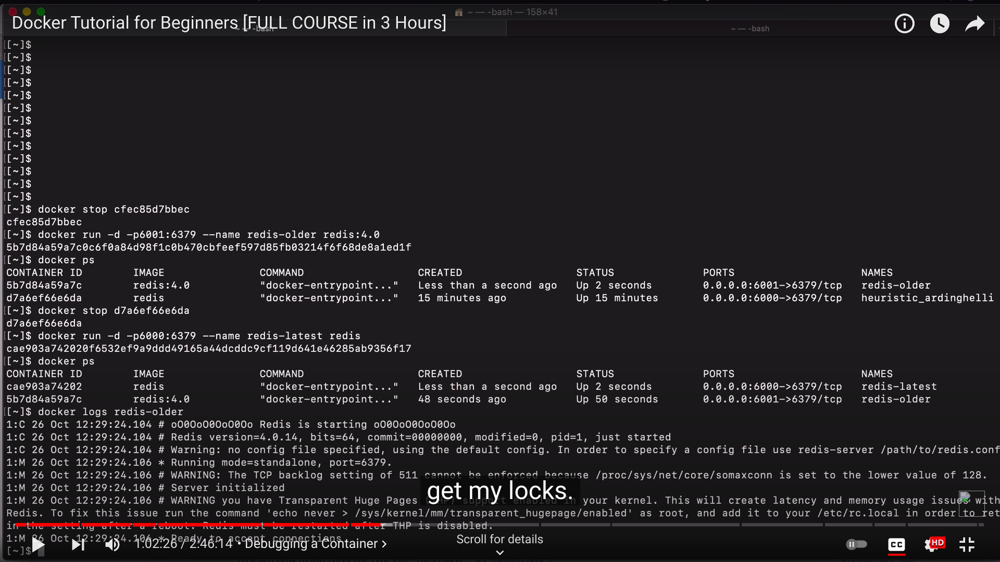 ~ — -bash — 158×41
Docker Tutorial for Beginners [FULL COURSE in 3 Hours]
~ — -bash
~ — -bash
[[~]$
[[~]$
[[~]$
[[~]$
[[~]$
[[~]$
[[~]$
[[~]$
[[~]$
[[~]$
[[~]$
[[~]$
[[~]$
[[~]$ docker stop cfec85d7bbec
cfec85d7bbec
[[~]$ docker run -d -p6001:6379 --name redis-older redis:4.0
5b7d84a59a7c0c6f0a84d98f1c0b470cbfeef597d85fb03214f6f68de8a1ed1f
[[~]$ docker ps
CONTAINER ID IMAGE COMMAND CREATED STATUS PORTS NAMES
5b7d84a59a7c redis:4.0 "docker-entrypoint..." Less than a second ago Up 2 seconds 0.0.0.0:6001->6379/tcp redis-older
d7a6ef66e6da redis "docker-entrypoint..." 15 minutes ago Up 15 minutes 0.0.0.0:6000->6379/tcp heuristic_ardinghelli
[[~]$ docker stop d7a6ef66e6da
d7a6ef66e6da
[[~]$ docker run -d -p6000:6379 --name redis-latest redis
cae903a742020f6532ef9a9ddd49165a44dcddc9cf119d641e46285ab9356f17
[[~]$ docker ps
CONTAINER ID IMAGE COMMAND CREATED STATUS PORTS NAMES
cae903a74202 redis "docker-entrypoint..." Less than a second ago Up 2 seconds 0.0.0.0:6000->6379/tcp redis-latest
5b7d84a59a7c redis:4.0 "docker-entrypoint..." 48 seconds ago Up 50 seconds 0.0.0.0:6001->6379/tcp redis-older
[[~]$ docker logs redis-older
1:C 26 Oct 12:29:24.104 # oO0OoO0OoO0Oo Redis is starting oO0OoO0OoO0Oo
1:C 26 Oct 12:29:24.104 # Redis version=4.0.14, bits=64, commit=00000000, modified=0, pid=1, just started
1:C 26 Oct 12:29:24.104 # Warning: no config file specified, using the default config. In order to specify a config file use redis-server /path/to/redis.conf
1:M 26 Oct 12:29:24.106 * Running mode=standalone, port=6379.
1:M 26 Oct 12:29:24.106 # WARNING: The TCP backlog setting of 511 cannot be enforced because /proc/sys/net/core/somaxconn is set to the lower value of 128.
1:M 26 Oct 12:29:24.106 # Server initialized
get my locks.
1:M 26 Oct 12:29:24.106 # WARNING you have Transparent Huge Pages (THP) support enabled in your kernel. This will create latency and memory usage issues with
Redis. To fix this issue run the command 'echo never > /sys/kernel/mm/transparent_hugepage/enabled' as root, and add it to your /etc/rc.local in order to ret
in the setting after a reboot. Redis must be restarted after THP is disabled.
1:M 26 Oct 12:29:24.106 * Ready to accept connections
[~]$
1:02:26 / 2:46:14 • Debugging a Container ›
Scroll for details
CC
HD